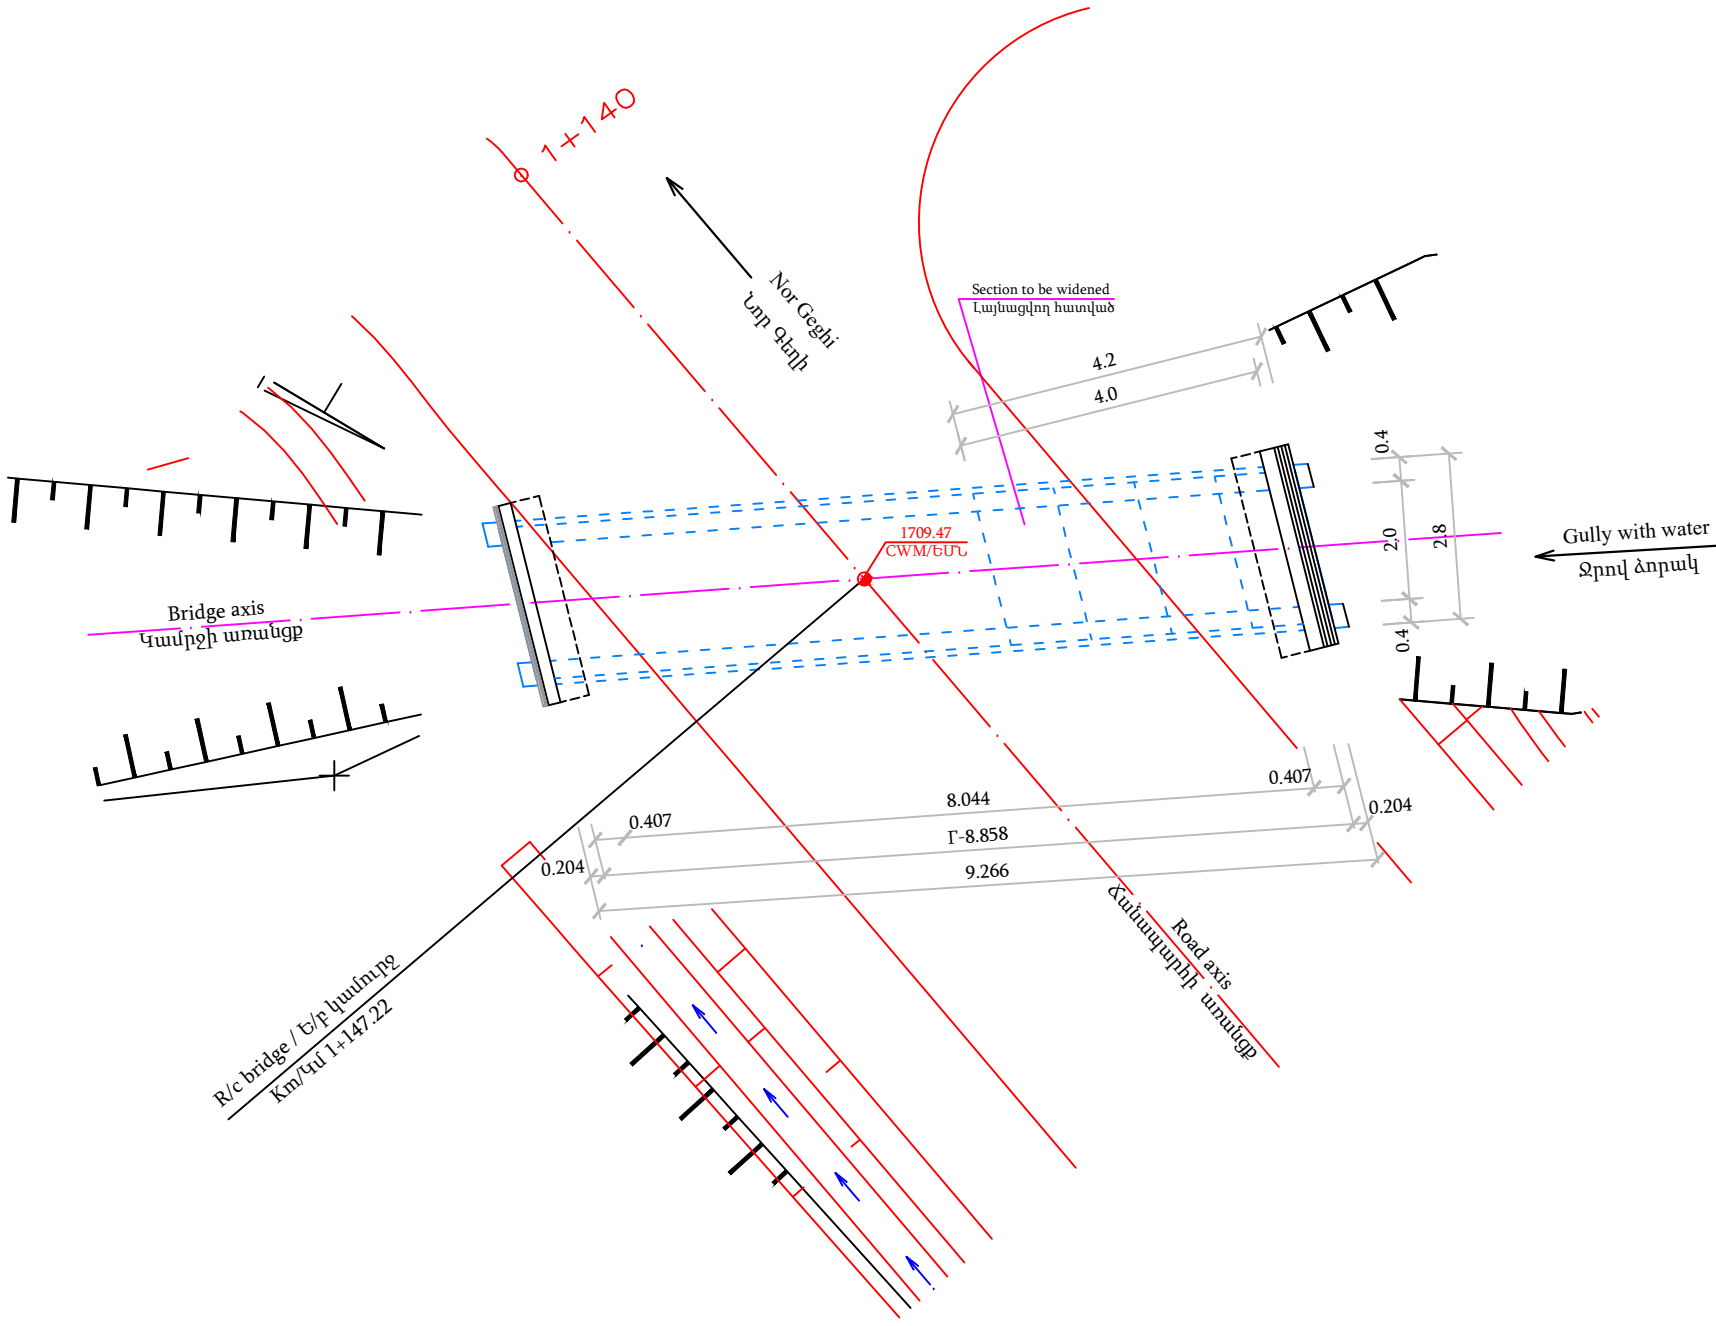 1+140
Nor Geghi
Նոր Գեղի
Section to be widened
Լայնացվող հատված
4.2
4.0
0.4
2.0
2.8
0.4
1709.47
CWM/ԵՄՆ
Gully with water
Ջրով ձորակ
Bridge axis
Կամրջի առանցք
0.407
8.044
0.407
0.204
Г-8.858
0.204
9.266
Road axis
Ճանապարհի առանցք
R/c bridge / Ե/բ կամուրջ
Km/Կմ 1+147.22